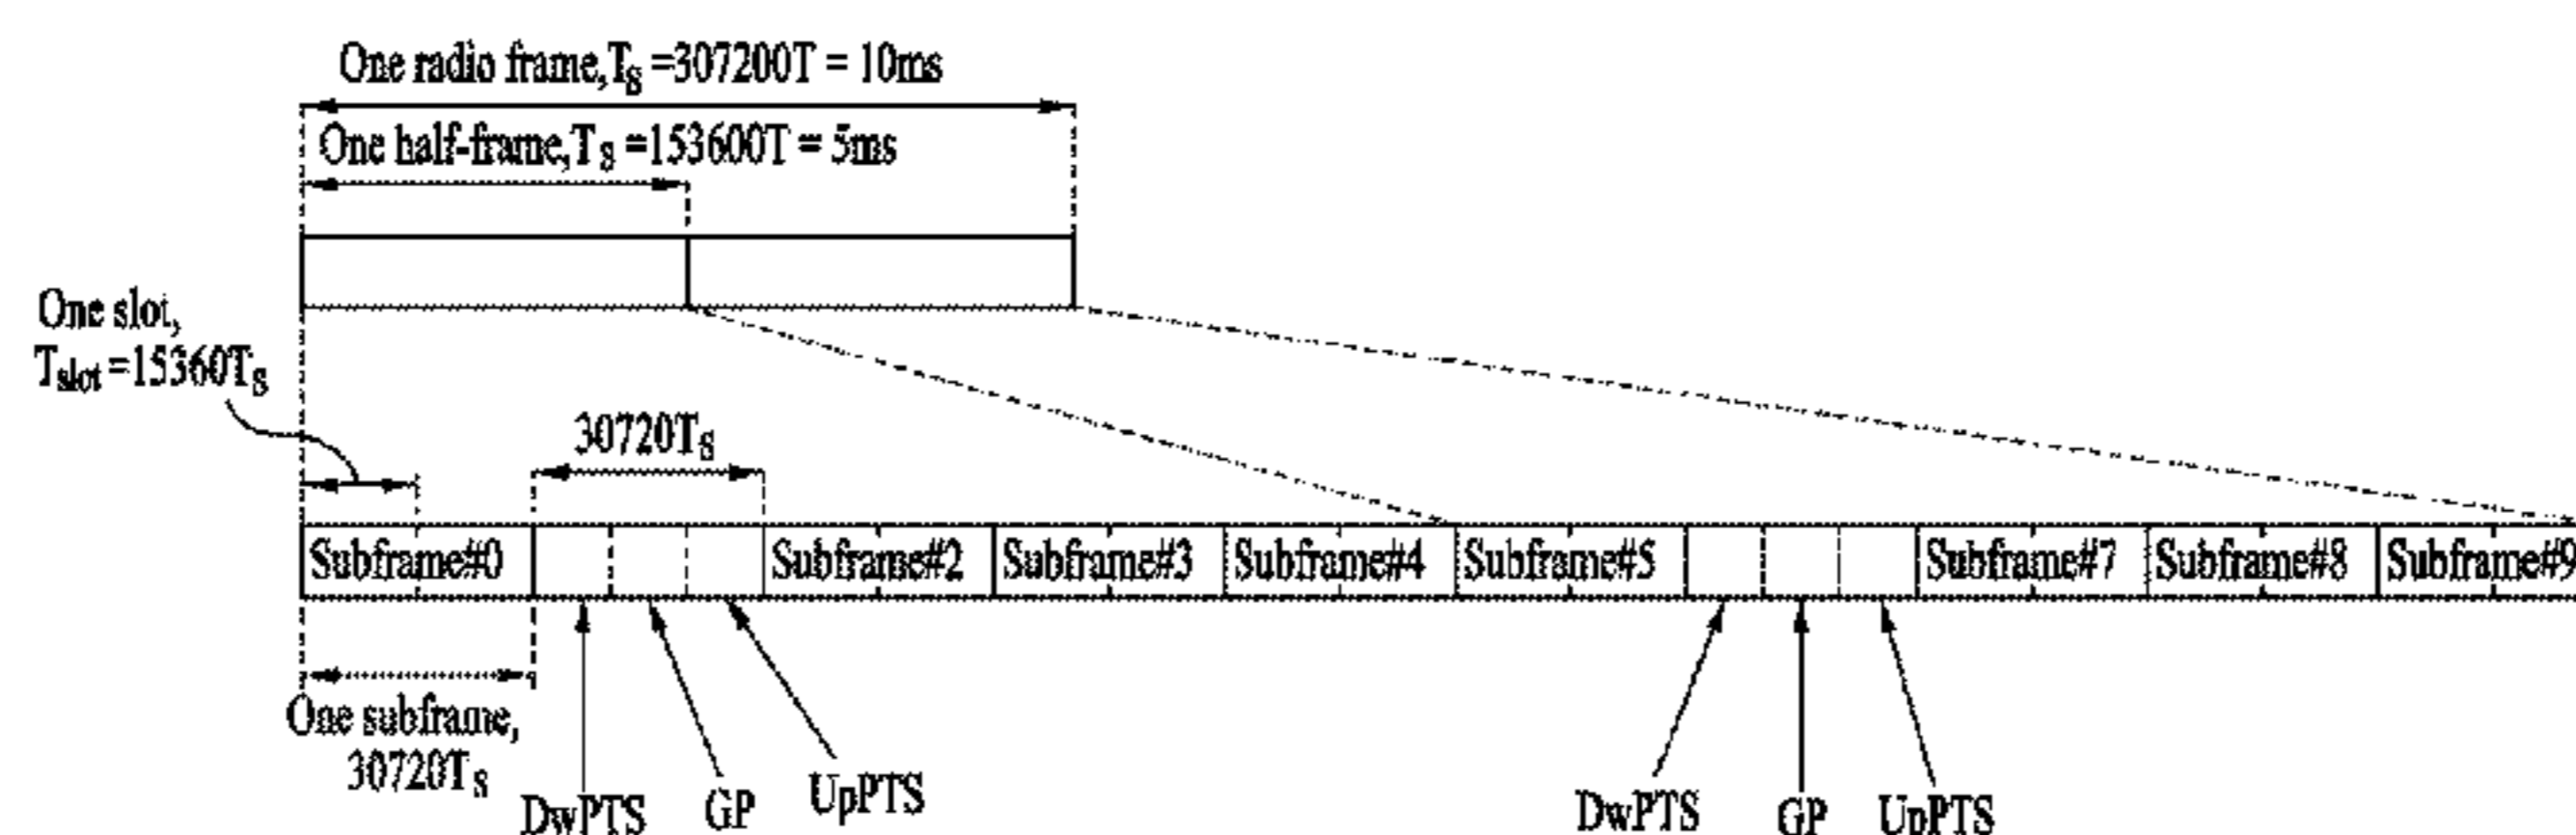 One radio frame,TS =307200T = 10ms
One half-frame,TS =153600T = 5ms
One slot,
Tslot =15360TS
30720TS
Subframe#0 Subframe#2 Subframe#3 Subframe#4 Subframe#5 Subframe#7 Subframe#8 Subframe#9
One subframe,
30720TS
DwPTS GP UpPTS DwPTS GP UpPTS